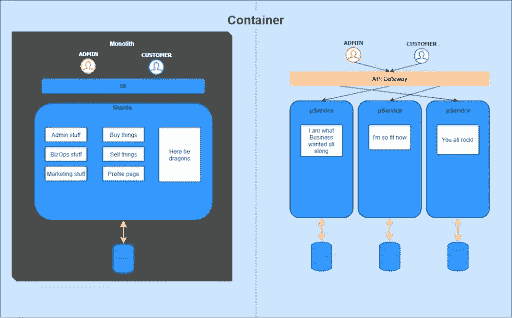 Container
Monolith
ADMIN
CUSTOMER
Admin stuff
Buy things
BizOps stuff
Sell things
Marketing stuff
Profile page
Here be
dragons
ADMIN
CUSTOMER
API Gateway
µService
I am what
Business
wanted all
along
µService
I'm so fit now
µService
You all rock!